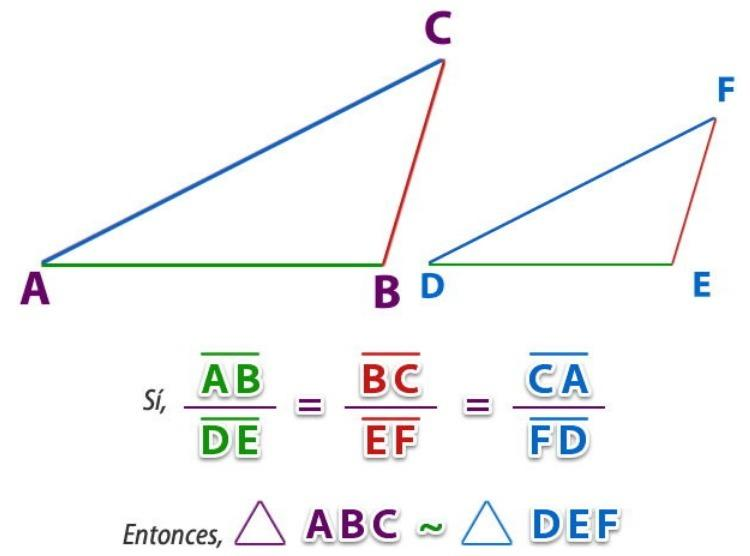 C
F
A
B
D
E
Sí, AB/DE = BC/EF = CA/FD
Entonces, △ ABC ~ △ DEF